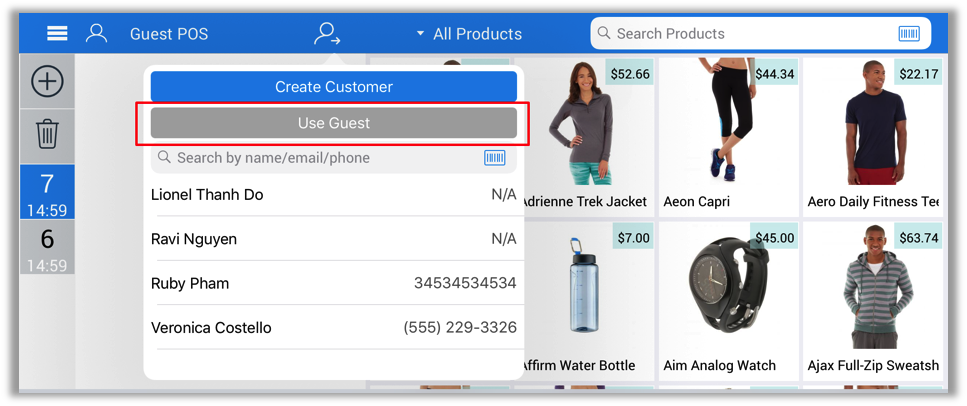 Guest POS
All Products
Search Products
7
14:59
6
14:59
Create Customer
Use Guest
Search by name/email/phone
Lionel Thanh Do N/A
Ravi Nguyen N/A
Ruby Pham 34534534534
Veronica Costello (555) 229-3326
$52.66
$44.34
$22.17
Adrienne Trek Jacket
Aeon Capri
Aero Daily Fitness Tee
$7.00
$45.00
$63.74
Affirm Water Bottle
Aim Analog Watch
Ajax Full-Zip Sweatsh